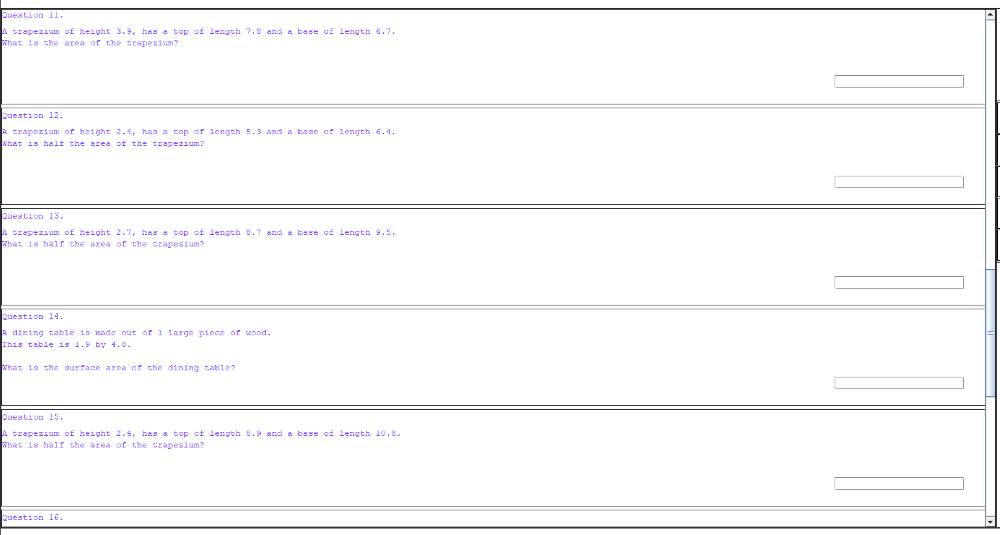 Question 11.
A trapezium of height 3.9, has a top of length 7.8 and a base of length 6.7.
What is the area of the trapezium?
Question 12.
A trapezium of height 2.4, has a top of length 5.3 and a base of length 6.4.
What is half the area of the trapezium?
Question 13.
A trapezium of height 2.7, has a top of length 8.7 and a base of length 9.5.
What is half the area of the trapezium?
Question 14.
A dining table is made out of 1 large piece of wood.
This table is 1.9 by 4.8.
What is the surface area of the dining table?
Question 15.
A trapezium of height 2.4, has a top of length 8.9 and a base of length 10.8.
What is half the area of the trapezium?
Question 16.